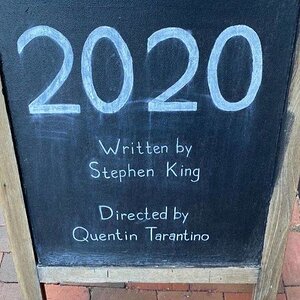 2020
Written by
Stephen King
Directed by
Quentin Tarantino